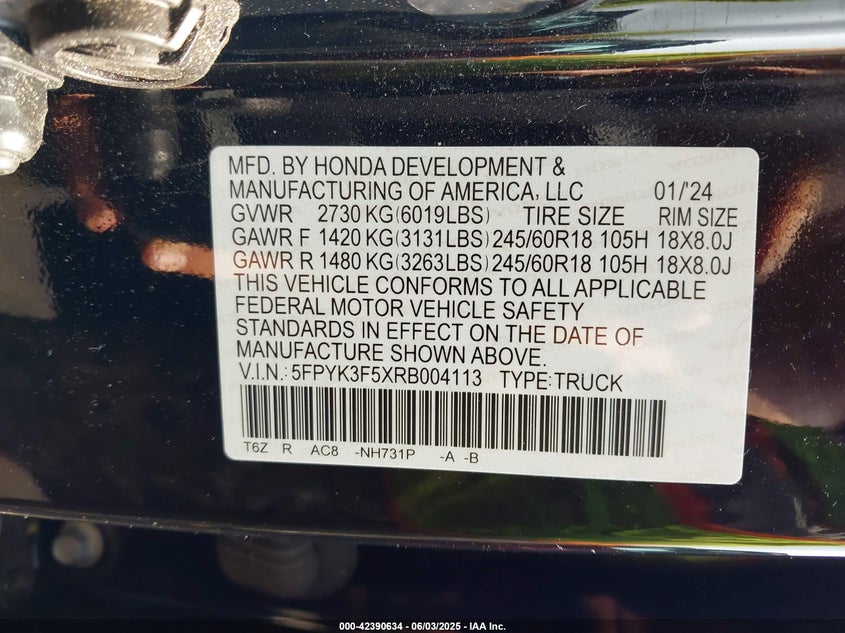 MFD. BY HONDA DEVELOPMENT &
MANUFACTURING OF AMERICA, LLC 01/'24
GVWR 2730 KG(6019LBS) TIRE SIZE RIM SIZE
GAWR F 1420 KG(3131LBS) 245/60R18 105H 18X8.0J
GAWR R 1480 KG(3263LBS) 245/60R18 105H 18X8.0J
THIS VEHICLE CONFORMS TO ALL APPLICABLE
FEDERAL MOTOR VEHICLE SAFETY
STANDARDS IN EFFECT ON THE DATE OF
MANUFACTURE SHOWN ABOVE.
V.I.N.: 5FPYK3F5XRB004113 TYPE: TRUCK
T6Z R AC8 -NH731P -A -B
000-42390634 / 06/03/2025 - IAA Inc.